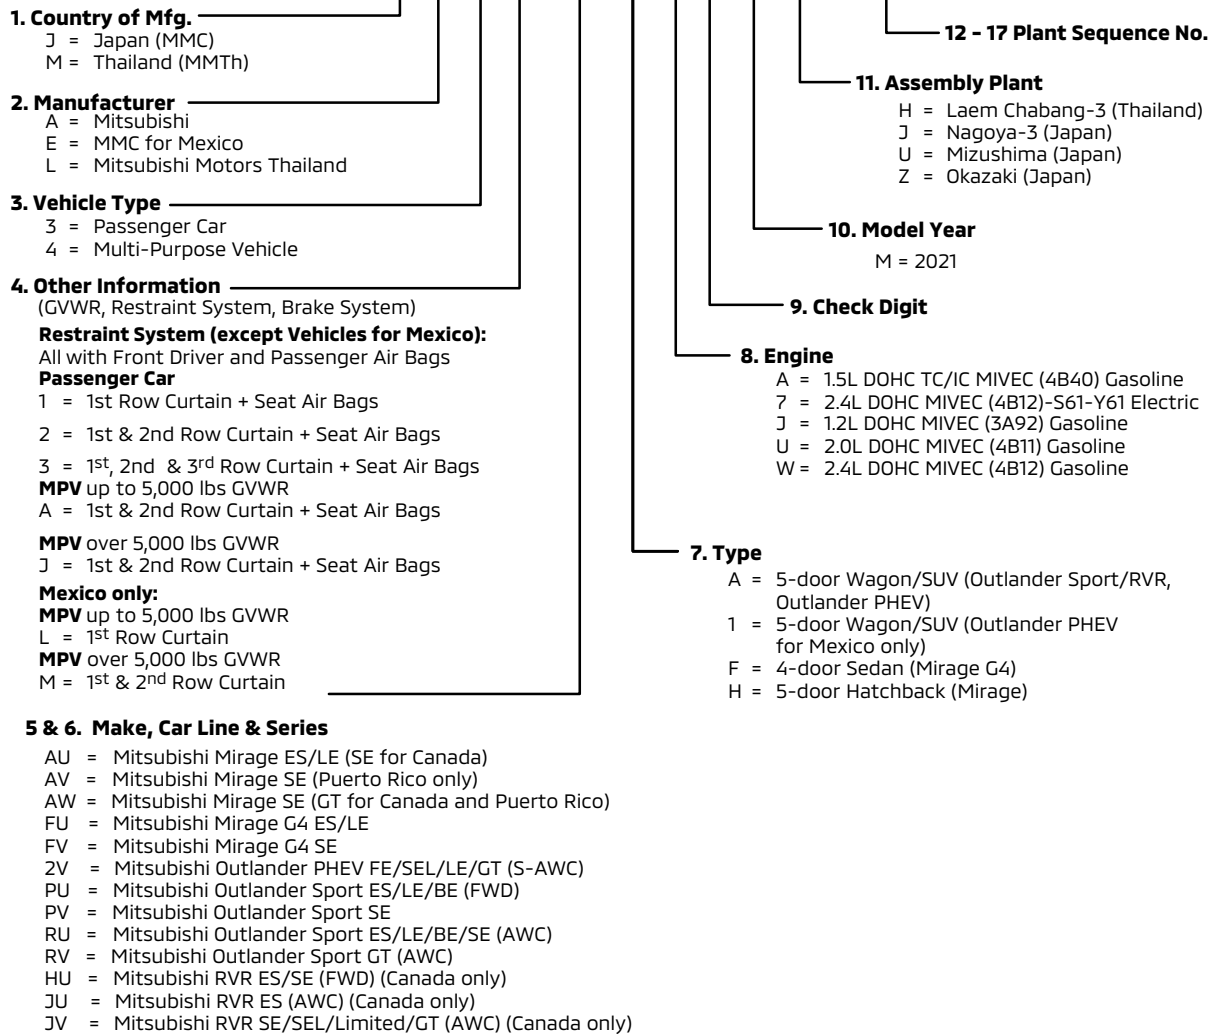 1. Country of Mfg.
J = Japan (MMC)
M = Thailand (MMTh)
2. Manufacturer
A = Mitsubishi
E = MMC for Mexico
L = Mitsubishi Motors Thailand
3. Vehicle Type
3 = Passenger Car
4 = Multi-Purpose Vehicle
4. Other Information
(GVWR, Restraint System, Brake System)
Restraint System (except Vehicles for Mexico):
All with Front Driver and Passenger Air Bags
Passenger Car
1 = 1st Row Curtain + Seat Air Bags
2 = 1st & 2nd Row Curtain + Seat Air Bags
3 = 1st, 2nd & 3rd Row Curtain + Seat Air Bags
MPV up to 5,000 lbs GVWR
A = 1st & 2nd Row Curtain + Seat Air Bags
MPV over 5,000 lbs GVWR
J = 1st & 2nd Row Curtain + Seat Air Bags
Mexico only:
MPV up to 5,000 lbs GVWR
L = 1st Row Curtain
MPV over 5,000 lbs GVWR
M = 1st & 2nd Row Curtain
5 & 6. Make, Car Line & Series
AU = Mitsubishi Mirage ES/LE (SE for Canada)
AV = Mitsubishi Mirage SE (Puerto Rico only)
AW = Mitsubishi Mirage SE (GT for Canada and Puerto Rico)
FU = Mitsubishi Mirage G4 ES/LE
FV = Mitsubishi Mirage G4 SE
2V = Mitsubishi Outlander PHEV FE/SEL/LE/GT (S-AWC)
PU = Mitsubishi Outlander Sport ES/LE/BE (FWD)
PV = Mitsubishi Outlander Sport SE
RU = Mitsubishi Outlander Sport ES/LE/BE/SE (AWC)
RV = Mitsubishi Outlander Sport GT (AWC)
HU = Mitsubishi RVR ES/SE (FWD) (Canada only)
JU = Mitsubishi RVR ES (AWC) (Canada only)
JV = Mitsubishi RVR SE/SEL/Limited/GT (AWC) (Canada only)
12 - 17 Plant Sequence No.
11. Assembly Plant
H = Laem Chabang-3 (Thailand)
J = Nagoya-3 (Japan)
U = Mizushima (Japan)
Z = Okazaki (Japan)
10. Model Year
M = 2021
9. Check Digit
8. Engine
A = 1.5L DOHC TC/IC MIVEC (4B40) Gasoline
7 = 2.4L DOHC MIVEC (4B12)-S61-Y61 Electric
J = 1.2L DOHC MIVEC (3A92) Gasoline
U = 2.0L DOHC MIVEC (4B11) Gasoline
W = 2.4L DOHC MIVEC (4B12) Gasoline
7. Type
A = 5-door Wagon/SUV (Outlander Sport/RVR,
Outlander PHEV)
1 = 5-door Wagon/SUV (Outlander PHEV
for Mexico only)
F = 4-door Sedan (Mirage G4)
H = 5-door Hatchback (Mirage)